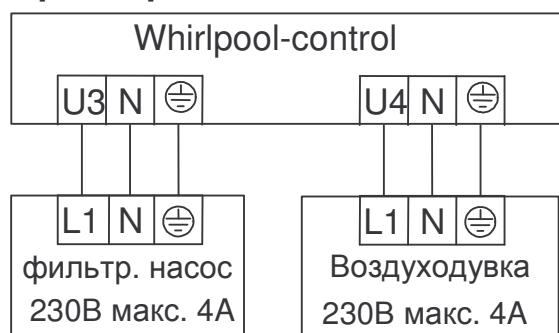 Whirlpool-control
U3 N U4 N
L1 N L1 N
фильтр. насос Воздуходувка
230В макс. 4А 230В макс. 4А